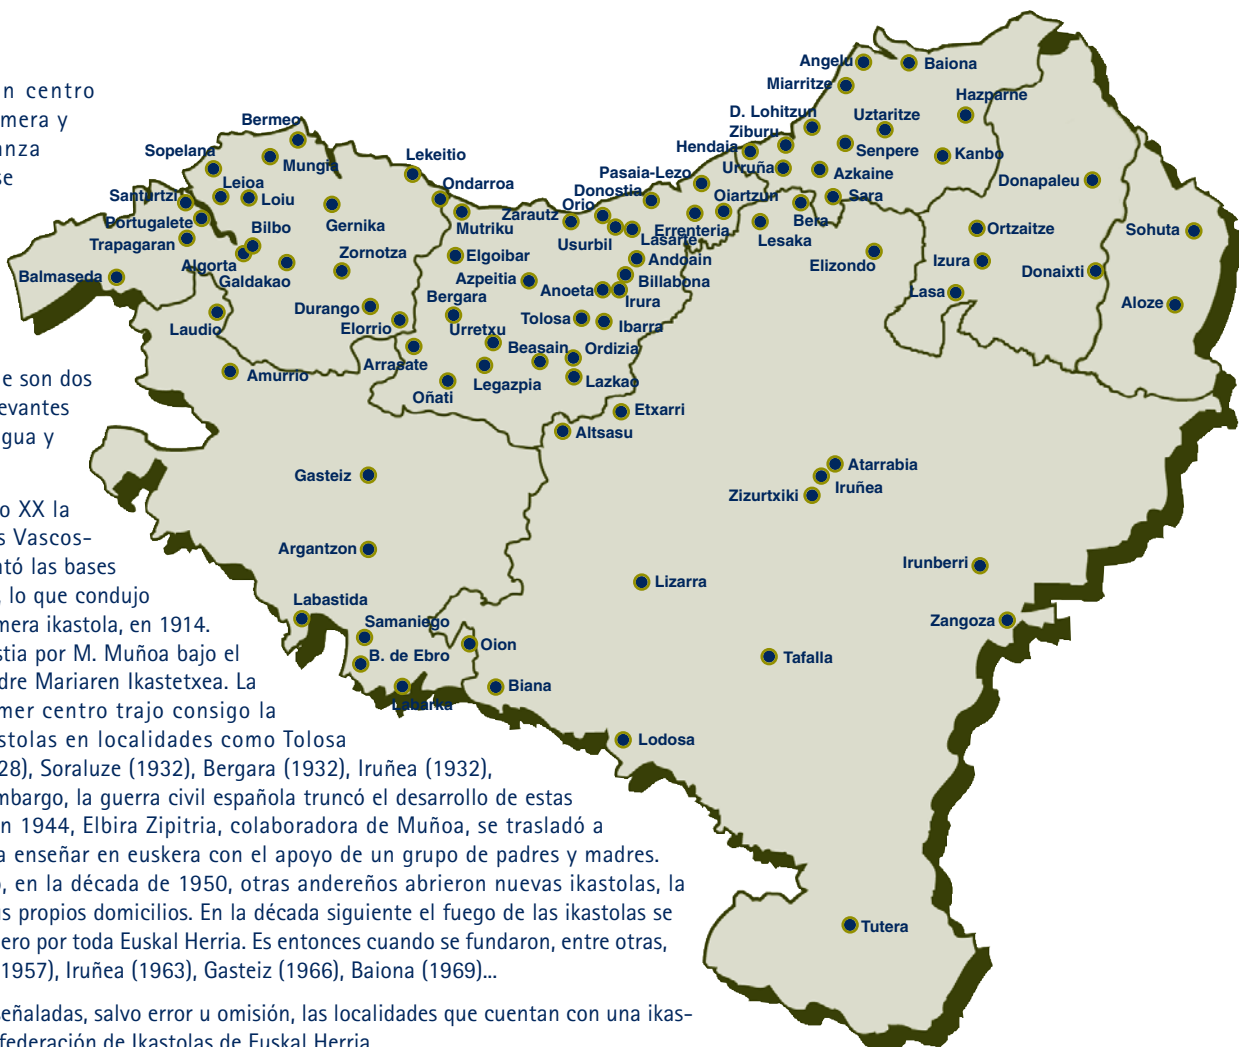 n centro
mera y
anza
se
e son dos
evantes
gua y
o XX la
s Vascos-
ntó las bases
, lo que condujo
mera ikastola, en 1914.
stia por M. Muñoa bajo el
dre Mariaren Ikastetxea. La
mer centro trajo consigo la
stolas en localidades como Tolosa
28), Soraluze (1932), Bergara (1932), Iruñea (1932),
mbargo, la guerra civil española truncó el desarrollo de estas
n 1944, Elbira Zipitria, colaboradora de Muñoa, se trasladó a
a enseñar en euskera con el apoyo de un grupo de padres y madres.
o, en la década de 1950, otras andereños abrieron nuevas ikastolas, la
us propios domicilios. En la década siguiente el fuego de las ikastolas se
ero por toda Euskal Herria. Es entonces cuando se fundaron, entre otras,
1957), Iruñea (1963), Gasteiz (1966), Baiona (1969)...
señaladas, salvo error u omisión, las localidades que cuentan con una ikas-
federación de Ikastolas de Euskal Herria
Angelu
Baiona
Miarritze
Hazparne
D. Lohitzun
Uztaritze
Ziburu
Hendaia
Senpere
Kanbo
Urruña
Azkaine
Sara
Donapaleu
Bermeo
Sopelana
Mungia
Lekeitio
Leioa
Loiu
Santurtzi
Portugalete
Bilbo
Gernika
Ondarroa
Mutriku
Trapagaran
Algorta
Galdakao
Zornotza
Balmaseda
Durango
Elorrio
Laudio
Amurrio
Arrasate
Pasaia-Lezo
Donostia
Orio
Zarautz
Oiartzun
Errenteria
Usurbil
Lasarte
Andoain
Elgoibar
Azpeitia
Anoeta
Billabona
Irura
Bergara
Urretxu
Tolosa
Ibarra
Beasain
Ordizia
Legazpia
Lazkao
Oñati
Bera
Lesaka
Elizondo
Ortzaitze
Izura
Donaixti
Lasa
Sohuta
Aloze
Etxarri
Altsasu
Gasteiz
Atarrabia
Iruñea
Zizurtxiki
Argantzon
Irunberri
Lizarra
Labastida
Samaniego
Zangoza
Oion
B. de Ebro
Tafalla
Biana
Labarka
Lodosa
Tutera